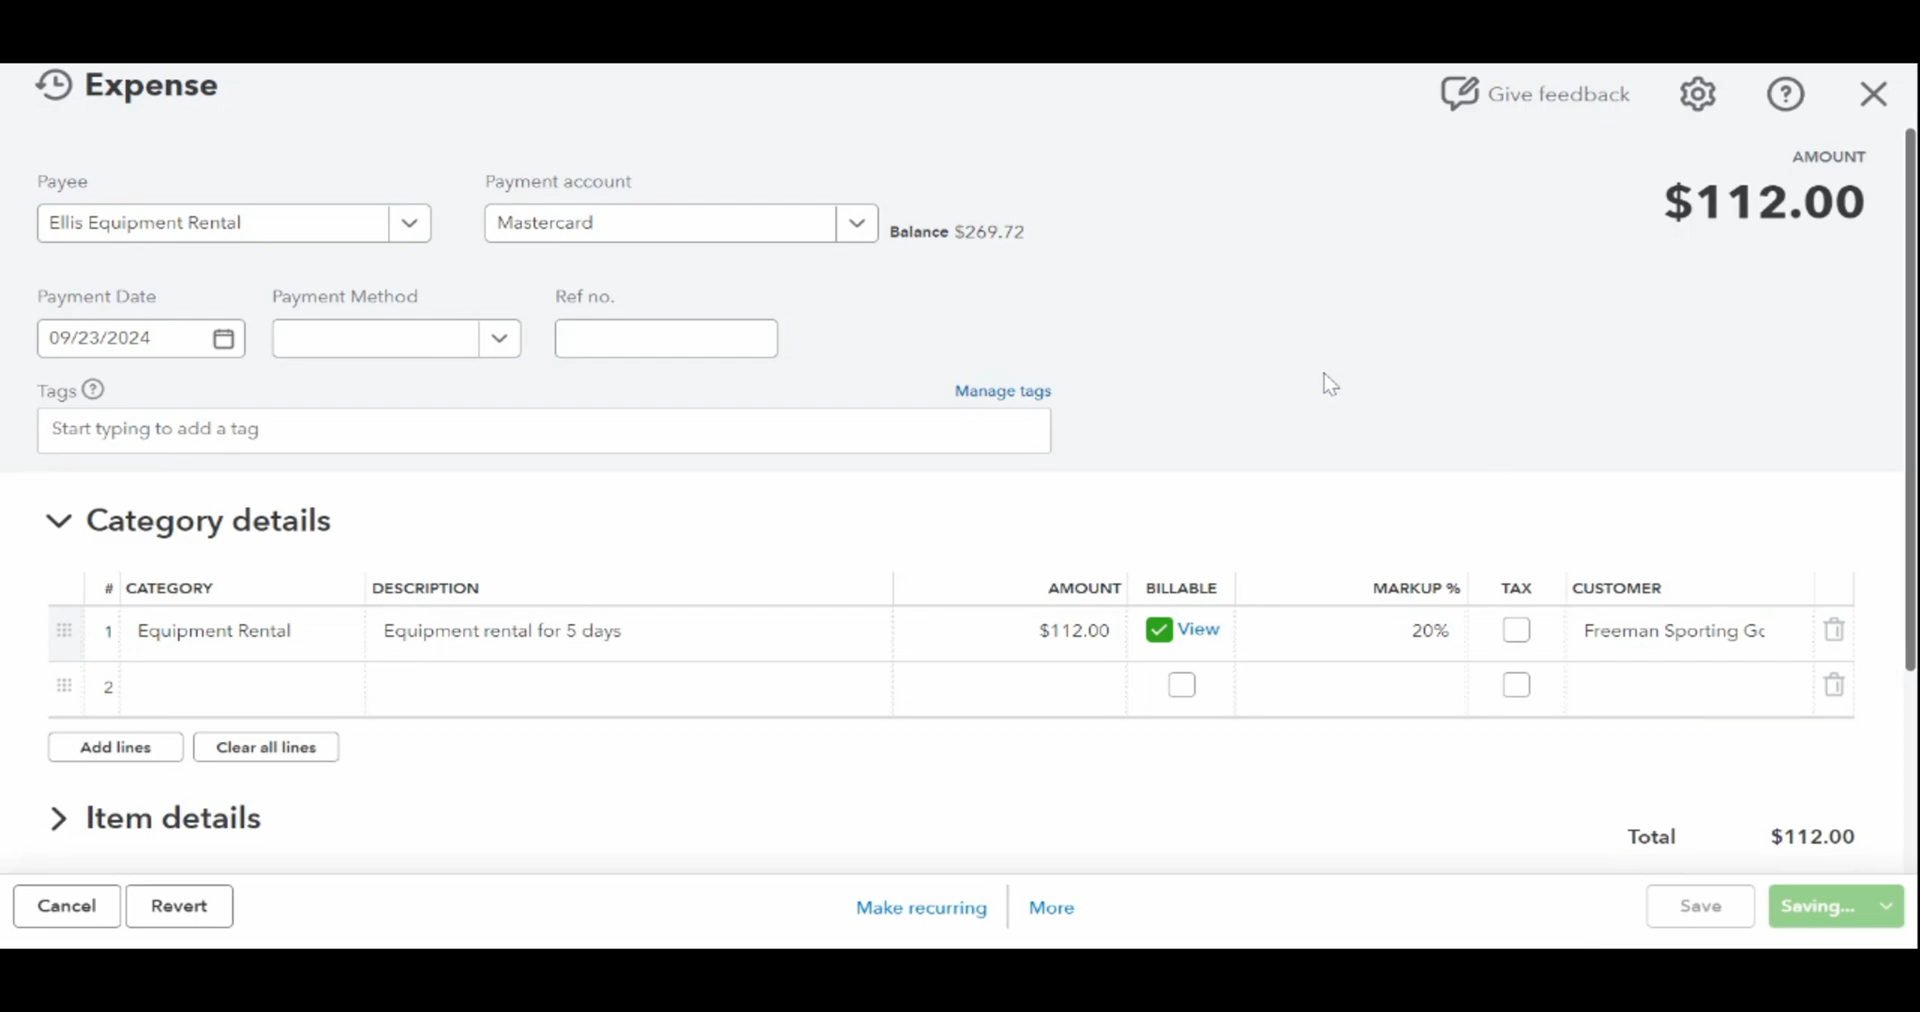 Expense
Give feedback
AMOUNT
$112.00
Payee
Payment account
Ellis Equipment Rental
Mastercard
Balance $269.72
Payment Date
Payment Method
Ref no.
09/23/2024
Tags
Manage tags
Start typing to add a tag
Category details
# CATEGORY DESCRIPTION AMOUNT BILLABLE MARKUP % TAX CUSTOMER
1 Equipment Rental Equipment rental for 5 days $112.00 View 20% Freeman Sporting Gc
2
Add lines Clear all lines
Item details
Total $112.00
Cancel Revert Make recurring More Save Saving...